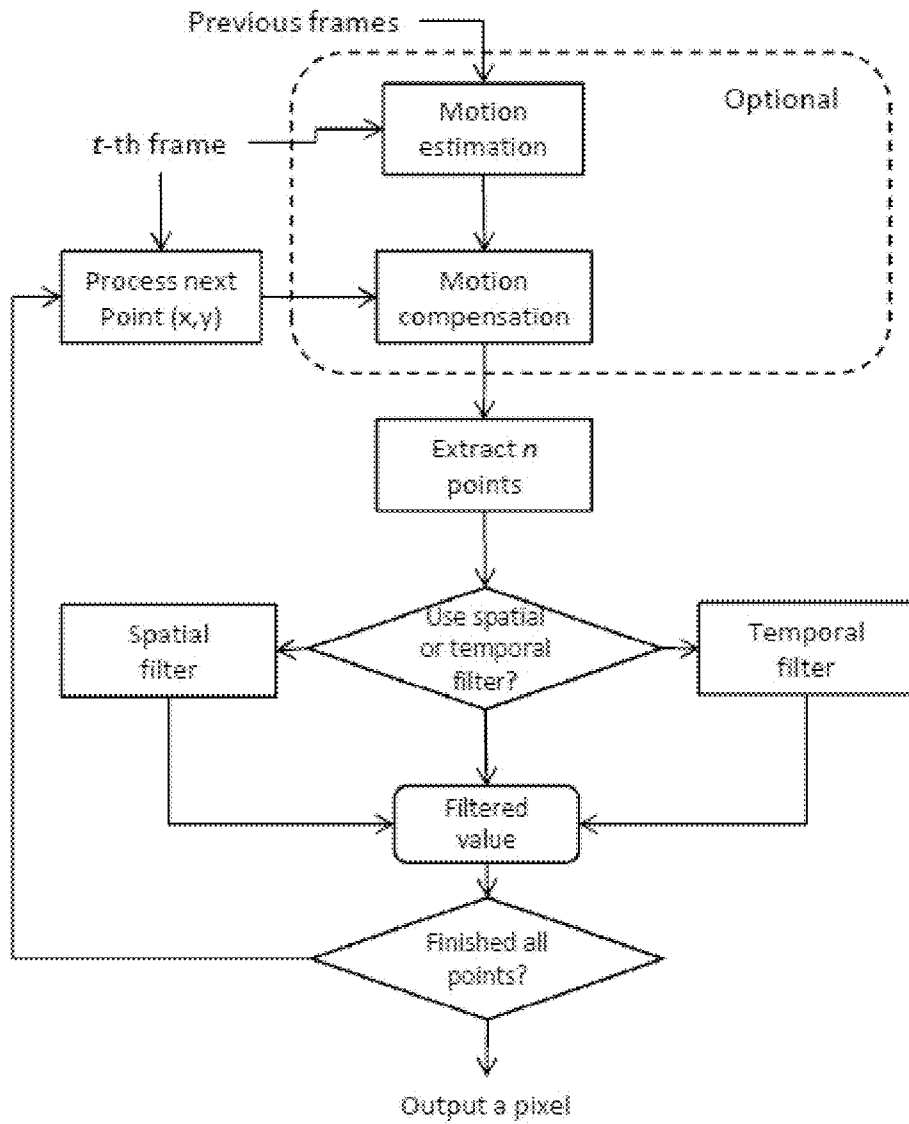 Previous frames
Optional
Motion
estimation
t-th frame
Process next
Point (x,y)
Motion
compensation
Extract n
points
Use spatial
or temporal
filter?
Spatial
filter
Temporal
filter
Filtered
value
Finished all
points?
Output a pixel